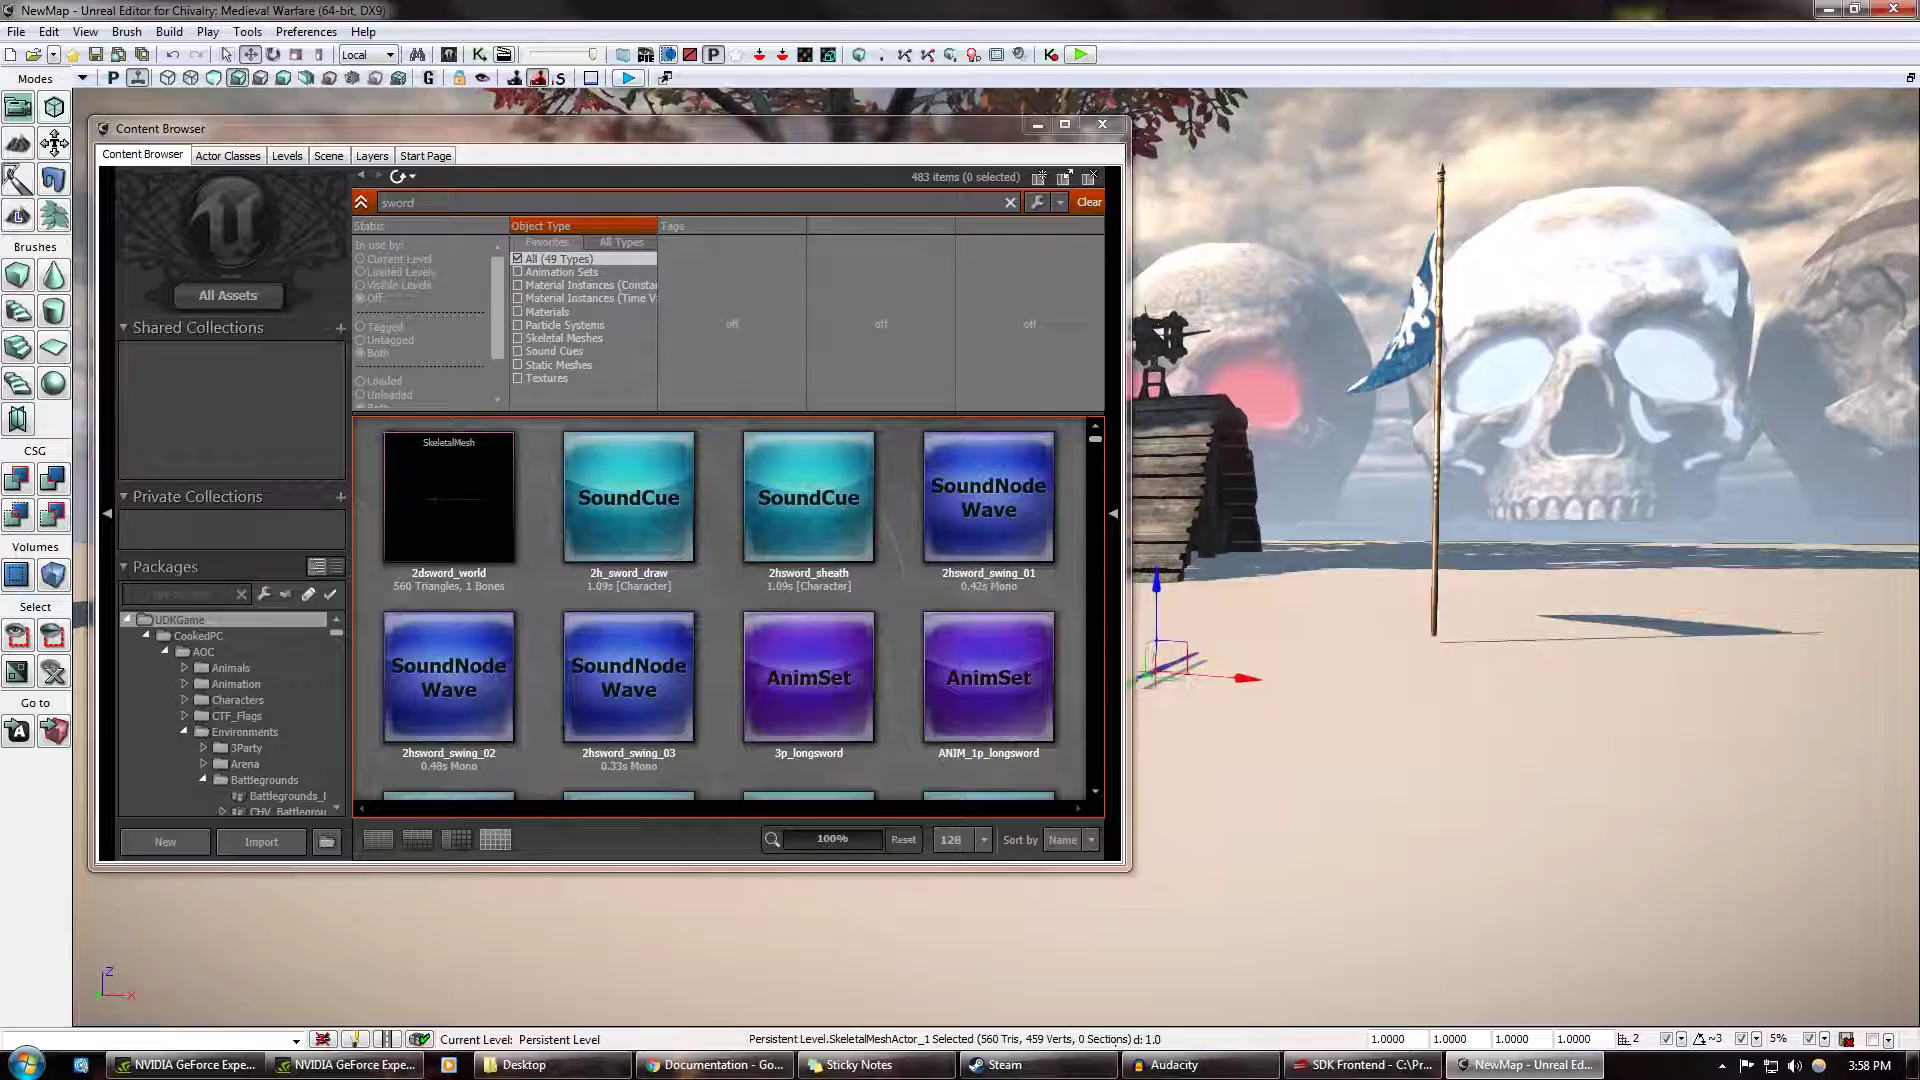 NewMap - Unreal Editor for Chivalry: Medieval Warfare (64-bit, DX9)
File Edit View Brush Build Play Tools Preferences Help
Local
Modes
Brushes
CSG
Volumes
Select
Go to
Content Browser
Content Browser Actor Classes Levels Scene Layers Start Page
483 items (0 selected)
sword
Clear
All Assets
Shared Collections
Private Collections
Packages
UDKGame
CookedPC
AOC
Animals
Animation
Characters
CTF_Flags
Environments
3Party
Arena
Battlegrounds
Battlegrounds_I
CHV_Battlegrou
New Import
Status
In use by:
Current Level
Loaded Level
Visible Levels
Off
Tagged
Untagged
Both
Loaded
Unloaded
Object Type
Favorites All Types
All (49 Types)
Animation Sets
Material Instances (Consta
Material Instances (Time V
Materials
Particle Systems
Skeletal Meshes
Sound Cues
Static Meshes
Textures
Tags
off off off
SkeletalMesh
2dsword_world
560 Triangles, 1 Bones
SoundCue
2h_sword_draw
1.09s [Character]
SoundCue
2hsword_sheath
1.09s [Character]
SoundNode
Wave
2hsword_swing_01
0.42s Mono
SoundNode
Wave
2hsword_swing_02
0.48s Mono
SoundNode
Wave
2hsword_swing_03
0.33s Mono
AnimSet
3p_longsword
AnimSet
ANIM_1p_longsword
100% Reset 128 Sort by Name
Z
X
Current Level: Persistent Level
Persistent Level.SkeletalMeshActor_1 Selected (560 Tris, 459 Verts, 0 Sections) d: 1.0
1.0000 1.0000 1.0000 1.0000 2 ~3 5%
NVIDIA GeForce Expe... NVIDIA GeForce Expe... Desktop Documentation - Go... Sticky Notes Steam Audacity SDK Frontend - C:\Pr... NewMap - Unreal Ed... 3:58 PM